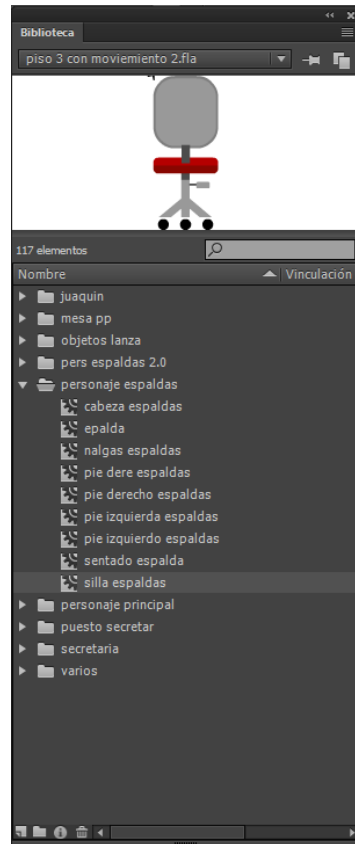 Biblioteca
piso 3 con moviemiento 2.fla
117 elementos
Nombre Vinculación
juaquin
mesa pp
objetos lanza
pers espaldas 2.0
personaje espaldas
cabeza espaldas
epalda
nalgas espaldas
pie dere espaldas
pie derecho espaldas
pie izquierda espaldas
pie izquierdo espaldas
sentado espalda
silla espaldas
personaje principal
puesto secretar
secretaria
varios